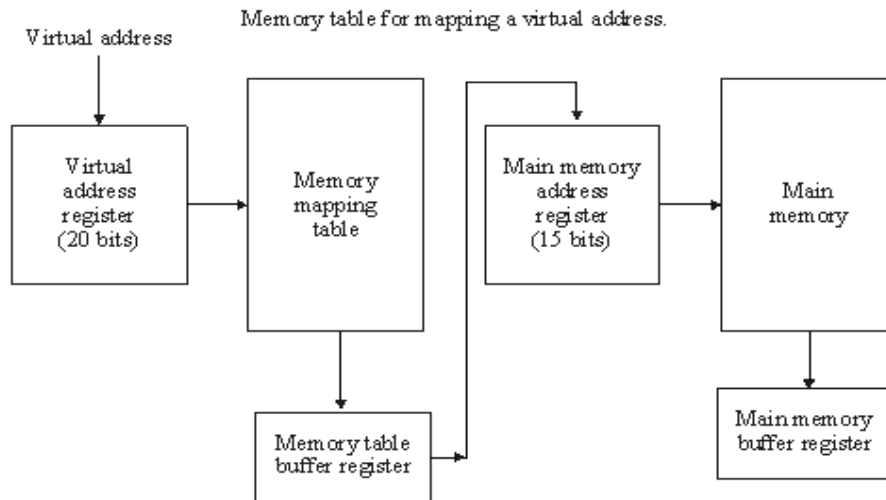 Memory table for mapping a virtual address.
Virtual address
Virtual
address
register
(20 bits)
Memory
mapping
table
Main memory
address
register
(15 bits)
Main
memory
Memory table
buffer register
Main memory
buffer register